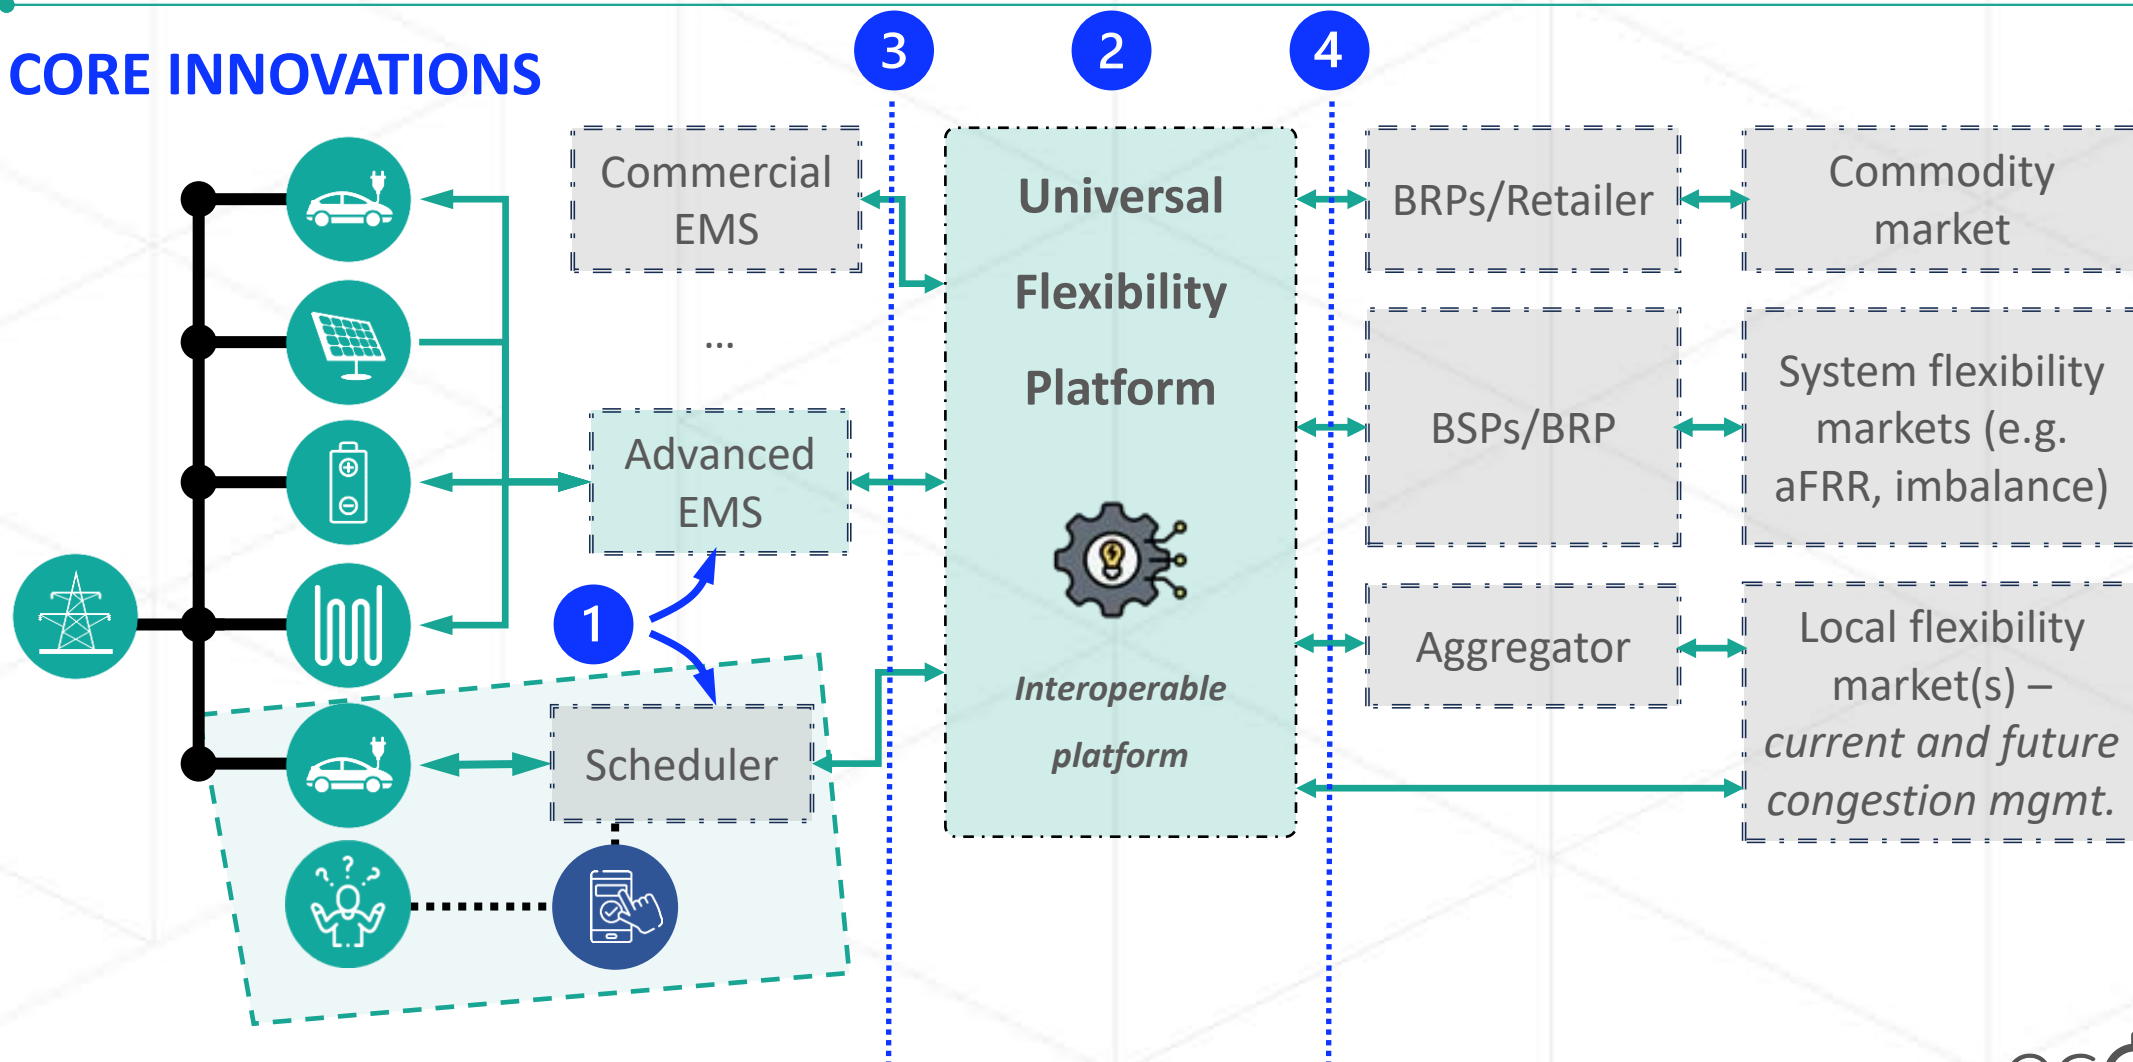 CORE INNOVATIONS
3
2
4
Commercial
EMS
...
Advanced
EMS
1
Scheduler
Universal
Flexibility
Platform
Interoperable
platform
BRPs/Retailer
BSPs/BRP
Aggregator
Commodity
market
System flexibility
markets (e.g.
aFRR, imbalance)
Local flexibility
market(s) –
current and future
congestion mgmt.